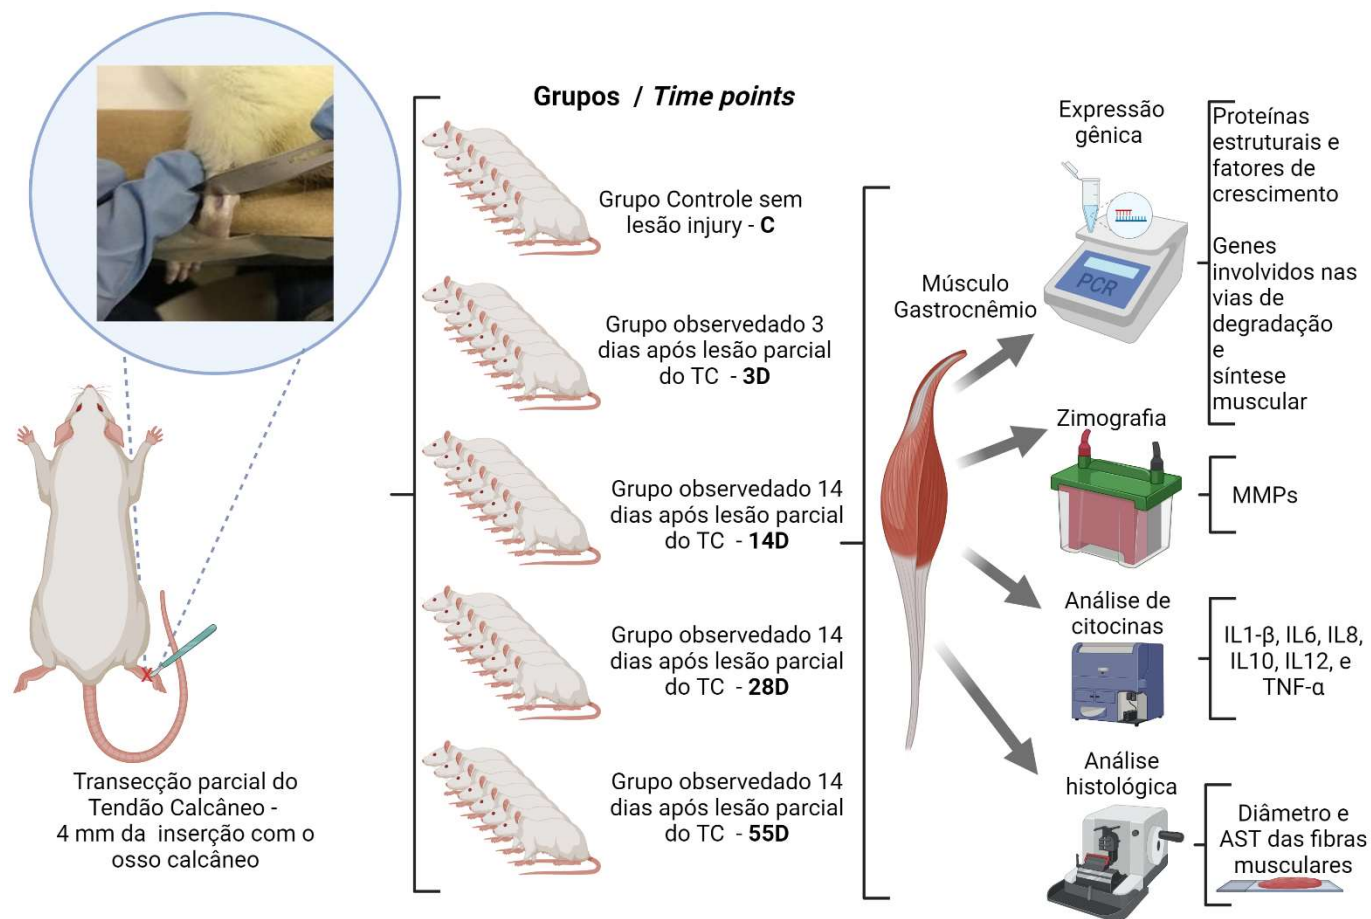 Grupos / Time points
Grupo Controle sem
lesão injury - C
Grupo observedado 3
dias após lesão parcial
do TC - 3D
Grupo observedado 14
dias após lesão parcial
do TC - 14D
Grupo observedado 14
dias após lesão parcial
do TC - 28D
Grupo observedado 14
dias após lesão parcial
do TC - 55D
Transecção parcial do
Tendão Calcâneo -
4 mm da inserção com o
osso calcâneo
Músculo
Gastrocnêmio
Expressão
gênica
PCR
Proteínas
estruturais e
fatores de
crescimento
Genes
involvidos nas
vias de
degradação
e
síntese
muscular
Zimografia
MMPs
Análise de
citocinas
IL1-β, IL6, IL8,
IL10, IL12, e
TNF-α
Análise
histológica
Diâmetro e
AST das fibras
musculares